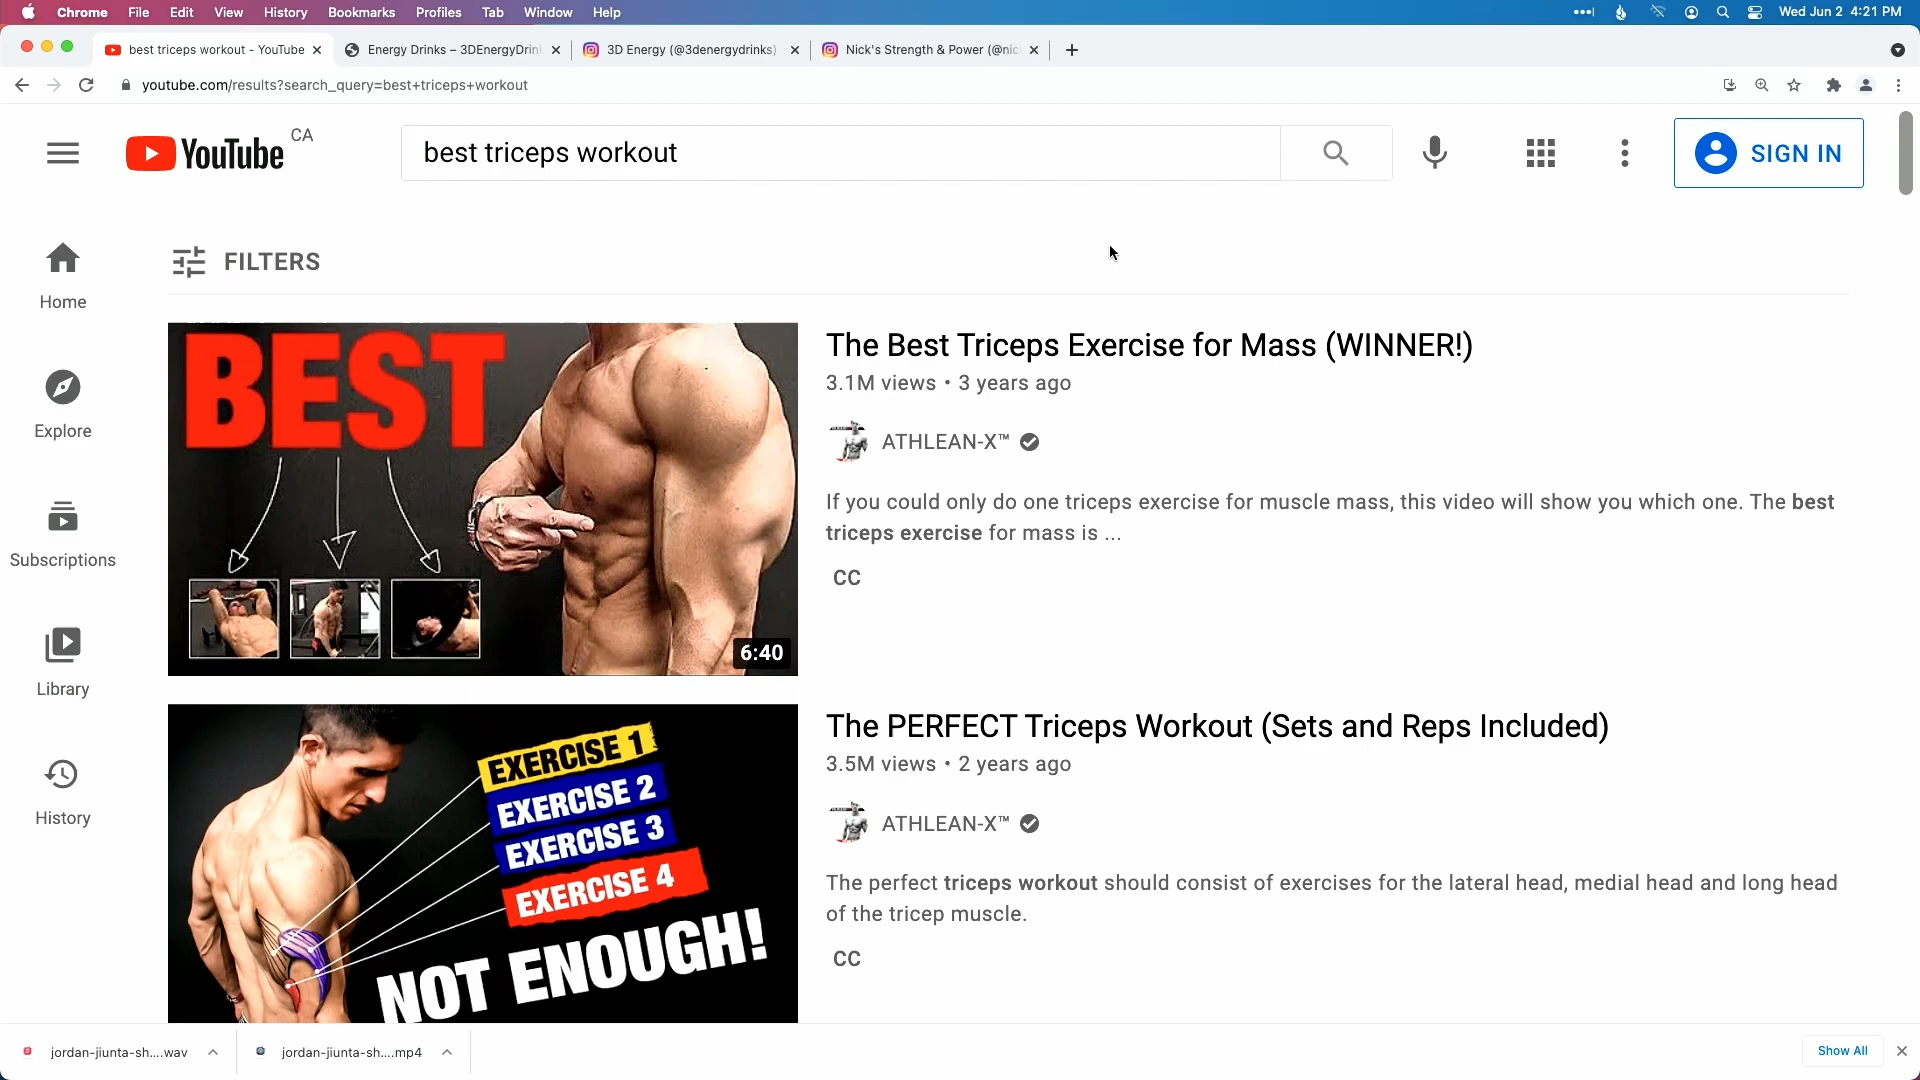 Chrome File Edit View History Bookmarks Profiles Tab Window Help
Wed Jun 2 4:21 PM
best triceps workout - YouTube
Energy Drinks – 3DEnergyDrin
3D Energy (@3denergydrinks)
Nick's Strength & Power (@nic
youtube.com/results?search_query=best+triceps+workout
YouTube CA
best triceps workout
SIGN IN
FILTERS
Home
Explore
Subscriptions
Library
History
BEST
6:40
The Best Triceps Exercise for Mass (WINNER!)
3.1M views • 3 years ago
ATHLEAN-X™
If you could only do one triceps exercise for muscle mass, this video will show you which one. The best
triceps exercise for mass is ...
CC
EXERCISE 1
EXERCISE 2
EXERCISE 3
EXERCISE 4
NOT ENOUGH!
The PERFECT Triceps Workout (Sets and Reps Included)
3.5M views • 2 years ago
ATHLEAN-X™
The perfect triceps workout should consist of exercises for the lateral head, medial head and long head
of the tricep muscle.
CC
jordan-jiunta-sh....wav
jordan-jiunta-sh....mp4
Show All